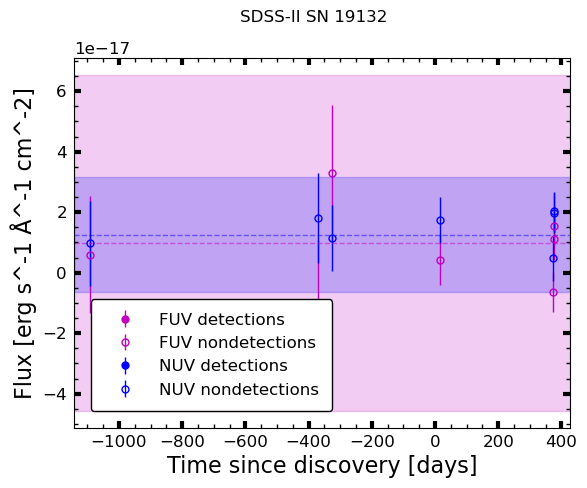 SDSS-II SN 19132
1e−17
6
4
2
0
−2
−4
Flux [erg s^-1 Å^-1 cm^-2]
FUV detections
FUV nondetections
NUV detections
NUV nondetections
−1000 −800 −600 −400 −200 0 200 400
Time since discovery [days]